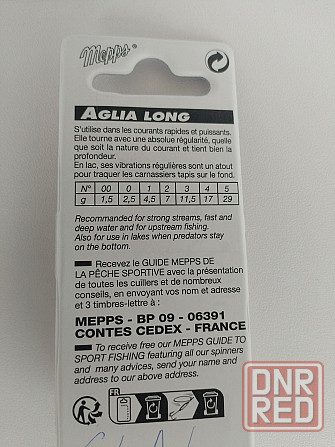 Mepps®
AGLIA LONG
S'utilise dans les courants rapides et puissants.
Elle tourne avec une absolue régularité, quelle
que soit la nature du courant et tient bien la
profondeur.
En lac, ses vibrations régulières sont un atout
pour traquer les carnassiers tapis sur le fond.
N° 00 0 1 2 3 4 5
g 1,5 2,5 4,5 7 11,5 17 29
Recommended for strong streams, fast and
deep water and for upstream fishing.
Also for use in lakes when predators stay
on the bottom.
Recevez le GUIDE MEPPS DE
LA PÊCHE SPORTIVE avec la présentation
de toutes les cuillers et de nombreux
conseils, en envoyant vos nom et adresse
et 3 timbres-lettre à :
MEPPS - BP 09 - 06391
CONTES CEDEX - FRANCE
To receive free our MEPPS GUIDE TO
SPORT FISHING featuring all our spinners
and many advices, send your name and
address to our above address.
FR
DNR
RED